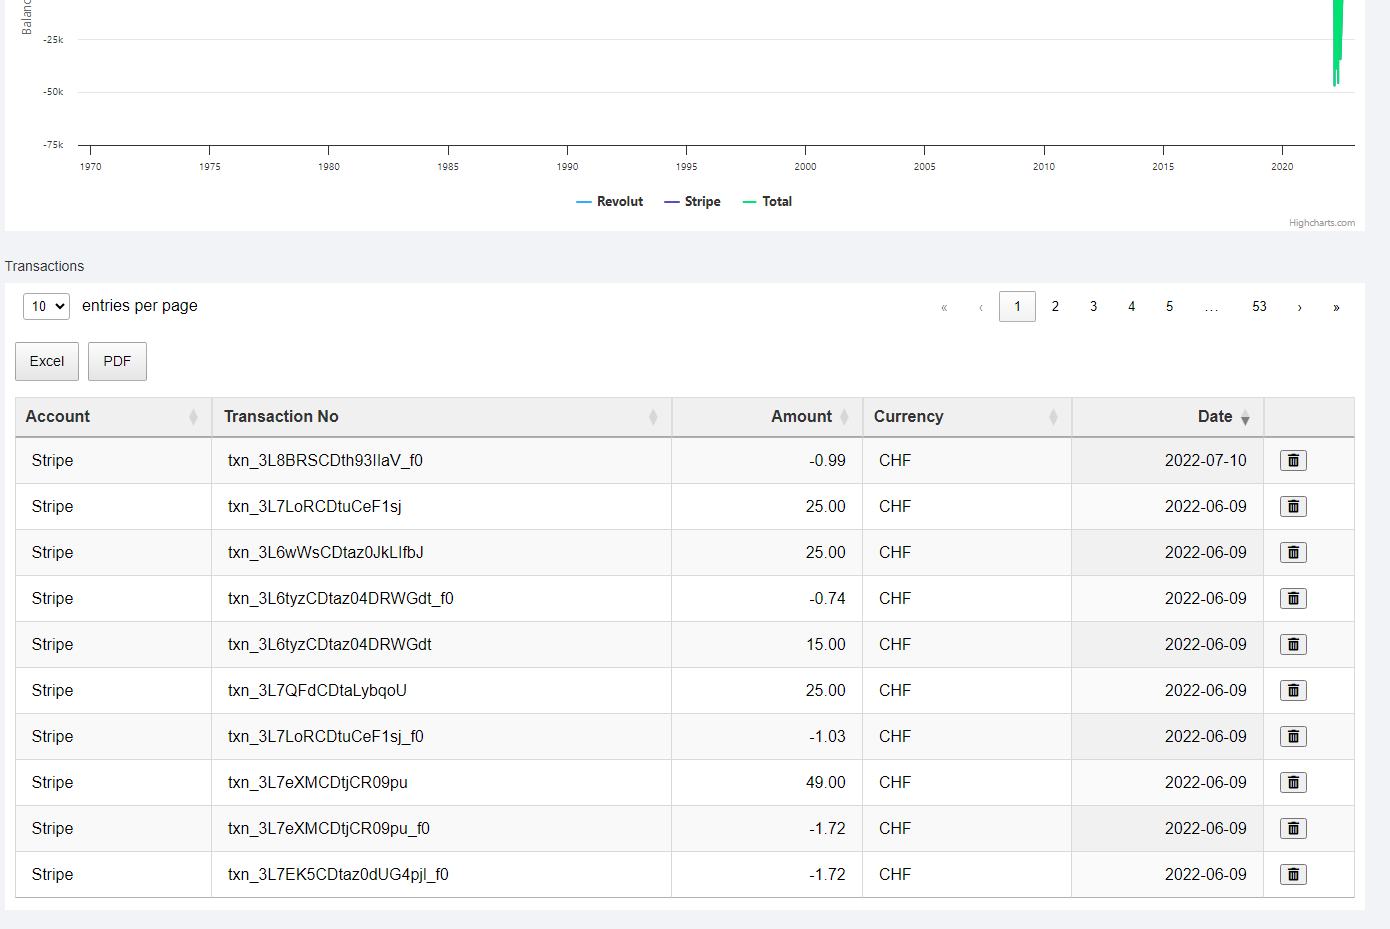 Balanc
-25k
-50k
-75k
1970 1975 1980 1985 1990 1995 2000 2005 2010 2015 2020
Revolut Stripe Total
Highcharts.com
Transactions
10 entries per page « ‹ 1 2 3 4 5 ... 53 › »
Excel PDF
Account Transaction No Amount Currency Date
Stripe txn_3L8BRSCDth93IIaV_f0 -0.99 CHF 2022-07-10
Stripe txn_3L7LoRCDtuCeF1sj 25.00 CHF 2022-06-09
Stripe txn_3L6wWsCDtaz0JkLIfbJ 25.00 CHF 2022-06-09
Stripe txn_3L6tyzCDtaz04DRWGdt_f0 -0.74 CHF 2022-06-09
Stripe txn_3L6tyzCDtaz04DRWGdt 15.00 CHF 2022-06-09
Stripe txn_3L7QFdCDtaLybqoU 25.00 CHF 2022-06-09
Stripe txn_3L7LoRCDtuCeF1sj_f0 -1.03 CHF 2022-06-09
Stripe txn_3L7eXMCDtjCR09pu 49.00 CHF 2022-06-09
Stripe txn_3L7eXMCDtjCR09pu_f0 -1.72 CHF 2022-06-09
Stripe txn_3L7EK5CDtaz0dUG4pjl_f0 -1.72 CHF 2022-06-09